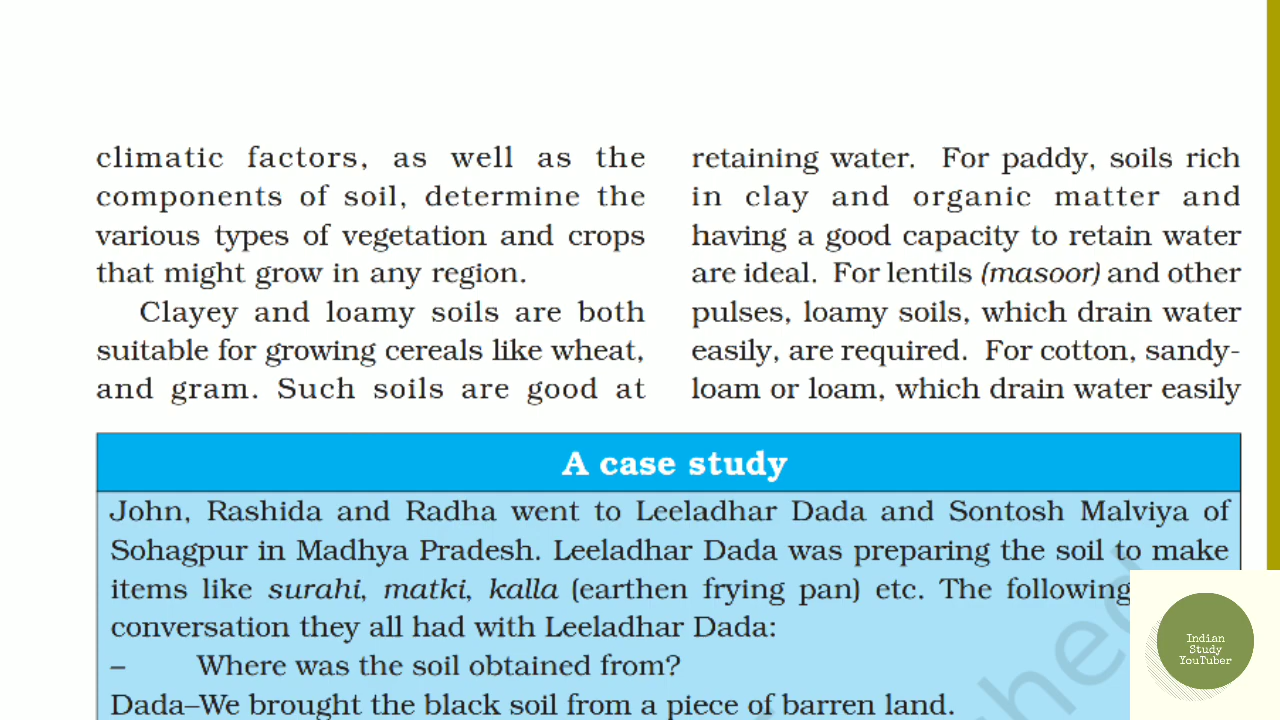 climatic factors, as well as the
components of soil, determine the
various types of vegetation and crops
that might grow in any region.
Clayey and loamy soils are both
suitable for growing cereals like wheat,
and gram. Such soils are good at
retaining water. For paddy, soils rich
in clay and organic matter and
having a good capacity to retain water
are ideal. For lentils (masoor) and other
pulses, loamy soils, which drain water
easily, are required. For cotton, sandy-
loam or loam, which drain water easily
A case study
John, Rashida and Radha went to Leeladhar Dada and Sontosh Malviya of
Sohagpur in Madhya Pradesh. Leeladhar Dada was preparing the soil to make
items like surahi, matki, kalla (earthen frying pan) etc. The following
conversation they all had with Leeladhar Dada:
– Where was the soil obtained from?
Dada–We brought the black soil from a piece of barren land.
Indian
Study
YouTuber